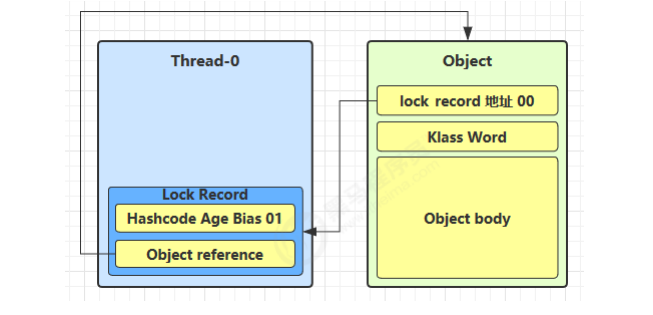 Thread-0
Lock Record
Hashcode Age Bias 01
Object reference
Object
lock record 地址 00
Klass Word
Object body